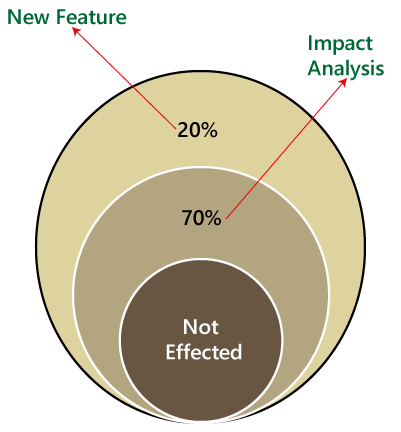 New Feature
Impact
Analysis
20%
70%
Not
Effected